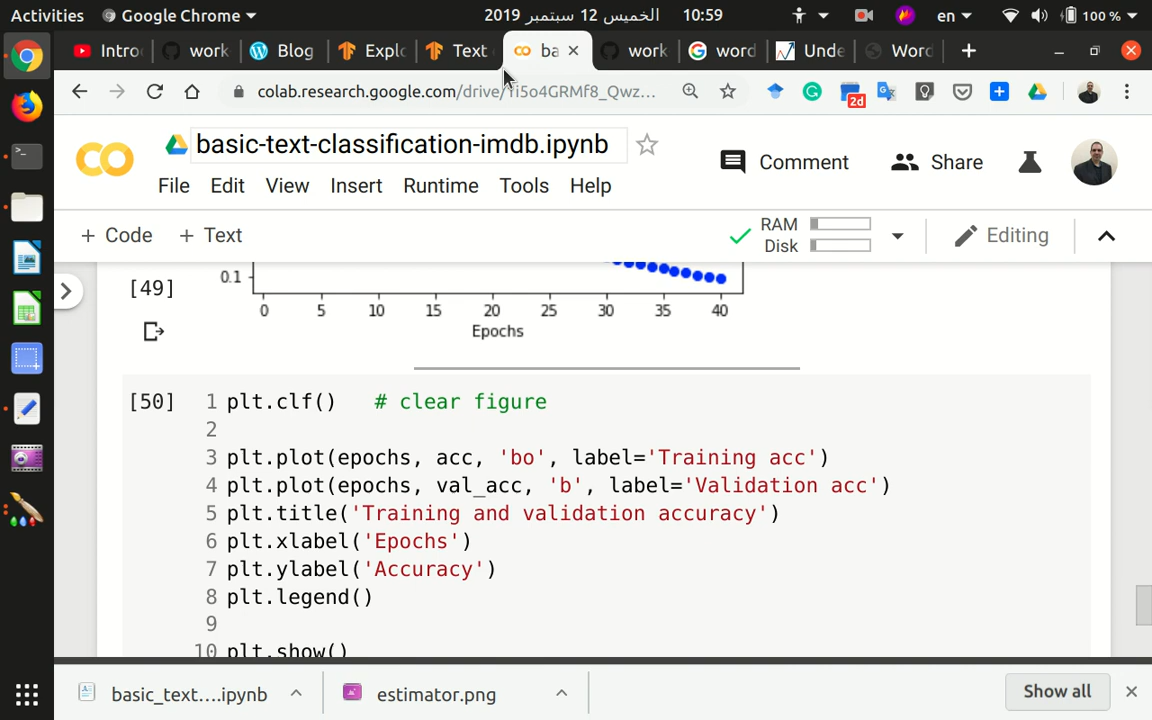 Activities Google Chrome الخميس 12 سبتمبر 2019 10:59 en 100 %
Intro work Blog Explo Text ba work word Unde Word
colab.research.google.com/drive/ 2d
basic-text-classification-imdb.ipynb
Comment Share
File Edit View Insert Runtime Tools Help
+ Code + Text RAM Disk Editing
0.1
[49]
0 5 10 15 20 25 30 35 40
Epochs
[50] 1 plt.clf() # clear figure
2
3 plt.plot(epochs, acc, 'bo', label='Training acc')
4 plt.plot(epochs, val_acc, 'b', label='Validation acc')
5 plt.title('Training and validation accuracy')
6 plt.xlabel('Epochs')
7 plt.ylabel('Accuracy')
8 plt.legend()
9
10 plt.show()
basic_text....ipynb estimator.png Show all